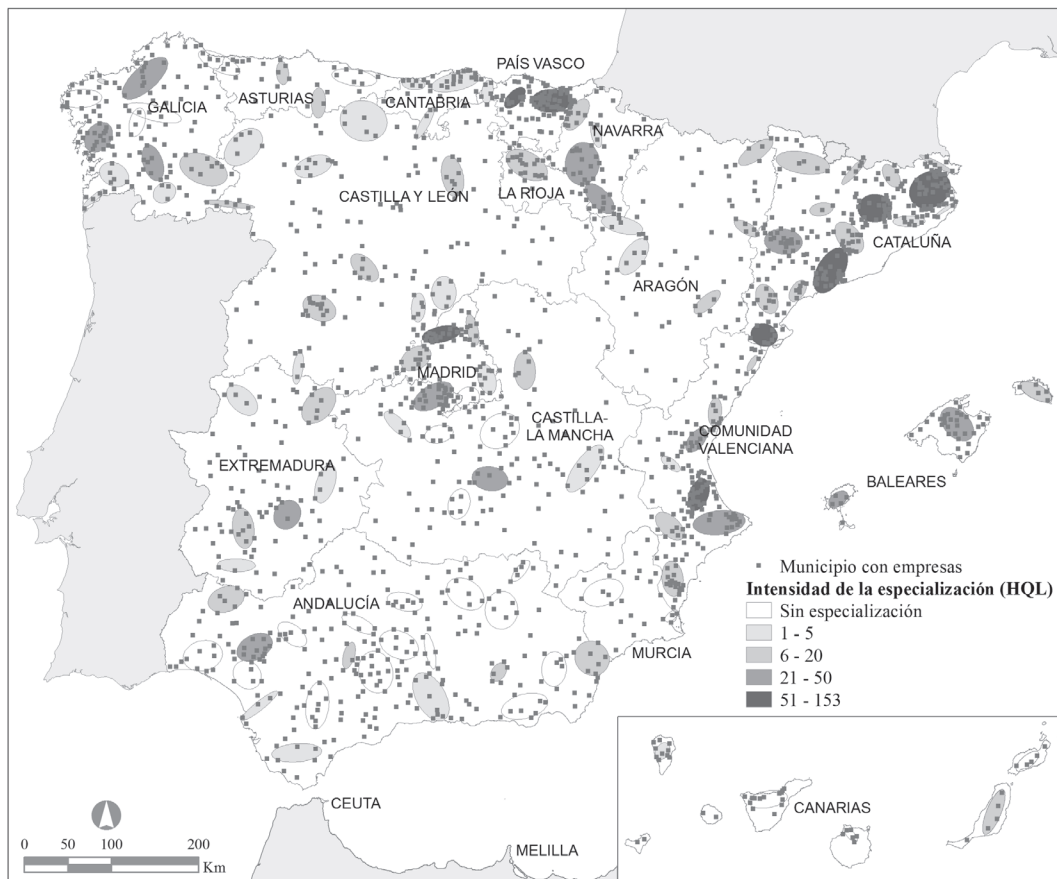 PAÍS VASCO
ASTURIAS
CANTABRIA
GALICIA
NAVARRA
CASTILLA Y LEÓN
LA RIOJA
CATALUÑA
ARAGÓN
MADRID
CASTILLA-
LA MANCHA
COMUNIDAD
VALENCIANA
EXTREMADURA
BALEARES
ANDALUCÍA
MURCIA
Municipio con empresas
Intensidad de la especialización (HQL)
Sin especialización
1 - 5
6 - 20
21 - 50
51 - 153
CEUTA
MELILLA
CANARIAS
0 50 100 200
Km